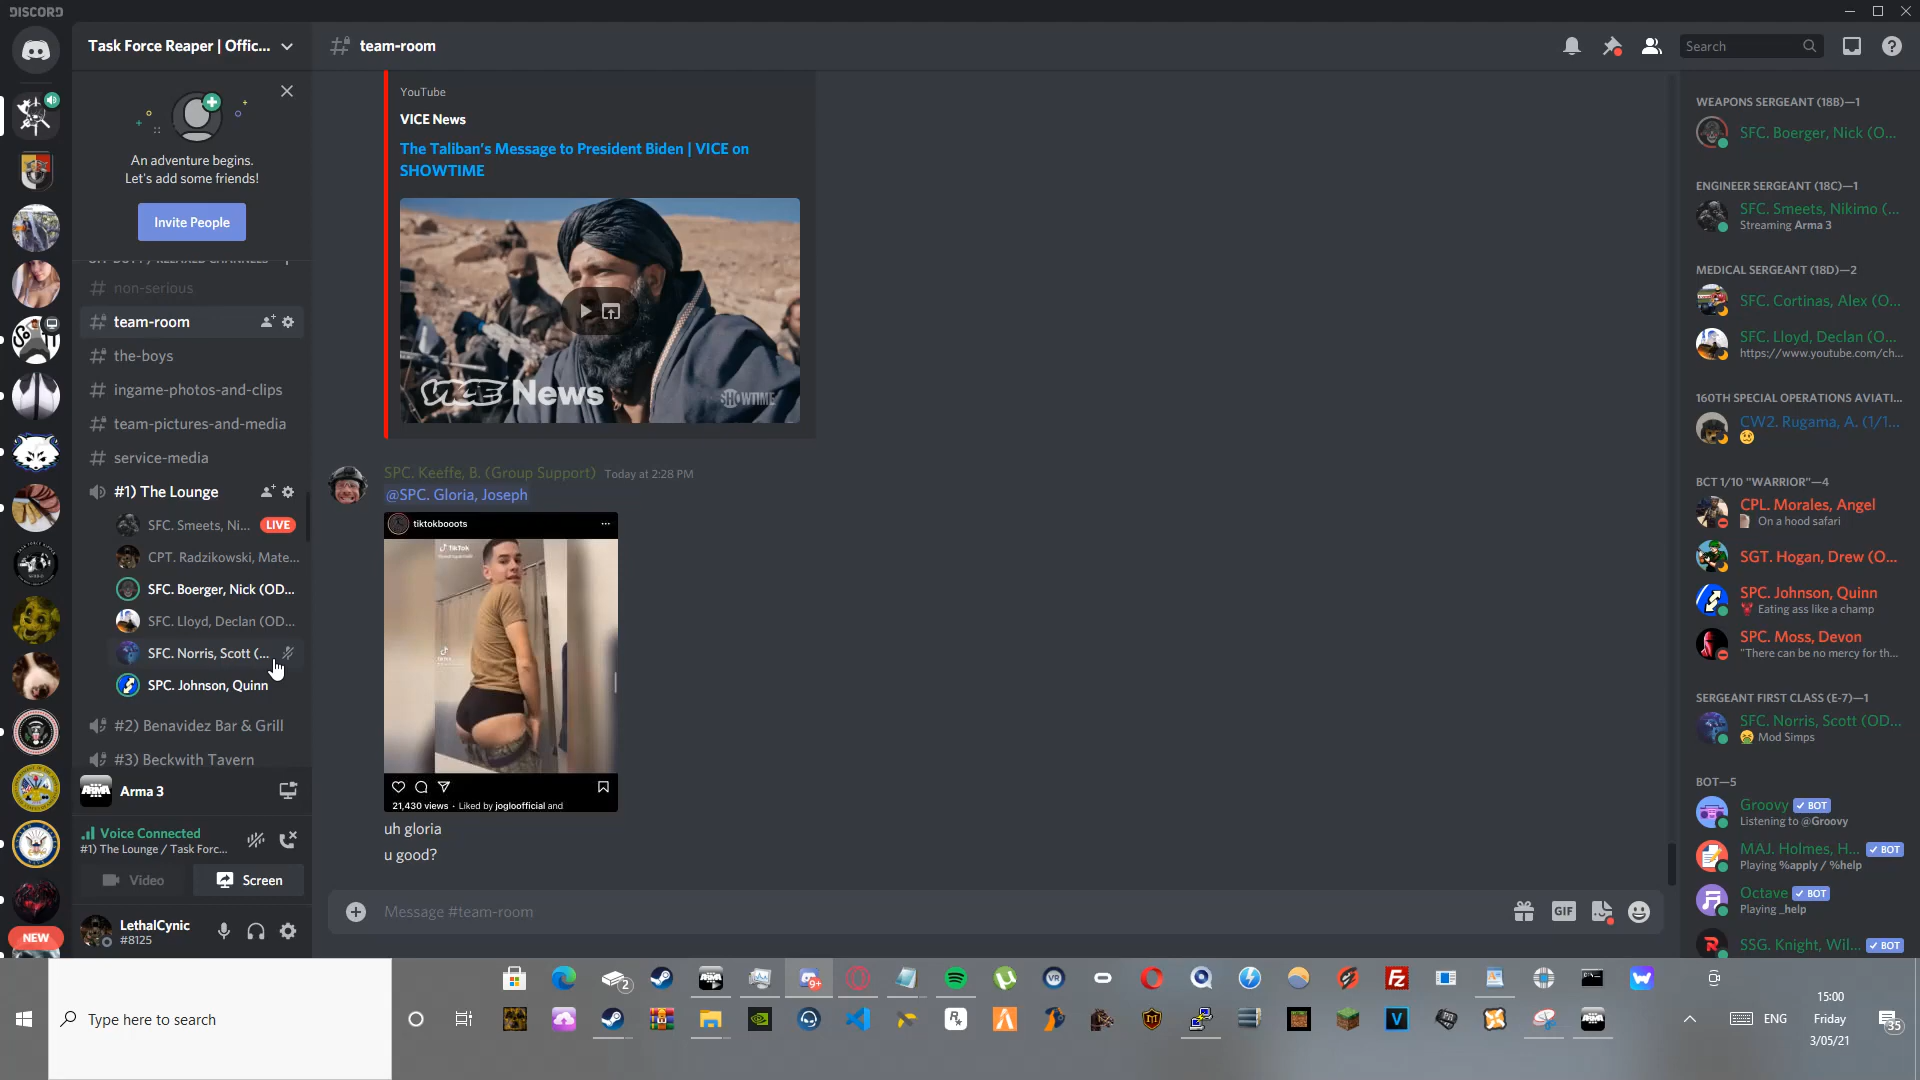 DISCORD
Task Force Reaper | Offic...
team-room
Search
An adventure begins.
Let's add some friends!
Invite People
non-serious
team-room
the-boys
ingame-photos-and-clips
team-pictures-and-media
service-media
#1) The Lounge
SFC. Smeets, Ni...
LIVE
CPT. Radzikowski, Mate...
SFC. Boerger, Nick (OD...
SFC. Lloyd, Declan (OD...
SFC. Norris, Scott (...
SPC. Johnson, Quinn
#2) Benavidez Bar & Grill
#3) Beckwith Tavern
Arma 3
Voice Connected
#1) The Lounge / Task Forc...
Video
Screen
LethalCynic
#8125
NEW
YouTube
VICE News
The Taliban's Message to President Biden | VICE on
SHOWTIME
VICE News
SHOWTIME
SPC. Keeffe, B. (Group Support) Today at 2:28 PM
@SPC. Gloria, Joseph
tiktokbooots
TikTok
21,430 views · Liked by jogloofficial and
uh gloria
u good?
Message #team-room
GIF
WEAPONS SERGEANT (18B)—1
SFC. Boerger, Nick (O...
ENGINEER SERGEANT (18C)—1
SFC. Smeets, Nikimo (...
Streaming Arma 3
MEDICAL SERGEANT (18D)—2
SFC. Cortinas, Alex (O...
SFC. Lloyd, Declan (O...
https://www.youtube.com/ch...
160TH SPECIAL OPERATIONS AVIATI...
CW2. Rugama, A. (1/1...
BCT 1/10 "WARRIOR"—4
CPL. Morales, Angel
On a hood safari
SGT. Hogan, Drew (O...
SPC. Johnson, Quinn
Eating ass like a champ
SPC. Moss, Devon
"There can be no mercy for th...
SERGEANT FIRST CLASS (E-7)—1
SFC. Norris, Scott (OD...
Mod Simps
BOT—5
Groovy BOT
Listening to @Groovy
MAJ. Holmes, H... BOT
Playing %apply / %help
Octave BOT
Playing _help
SSG. Knight, Wil... BOT
Type here to search
2
9+
ENG
15:00
Friday
3/05/21
35